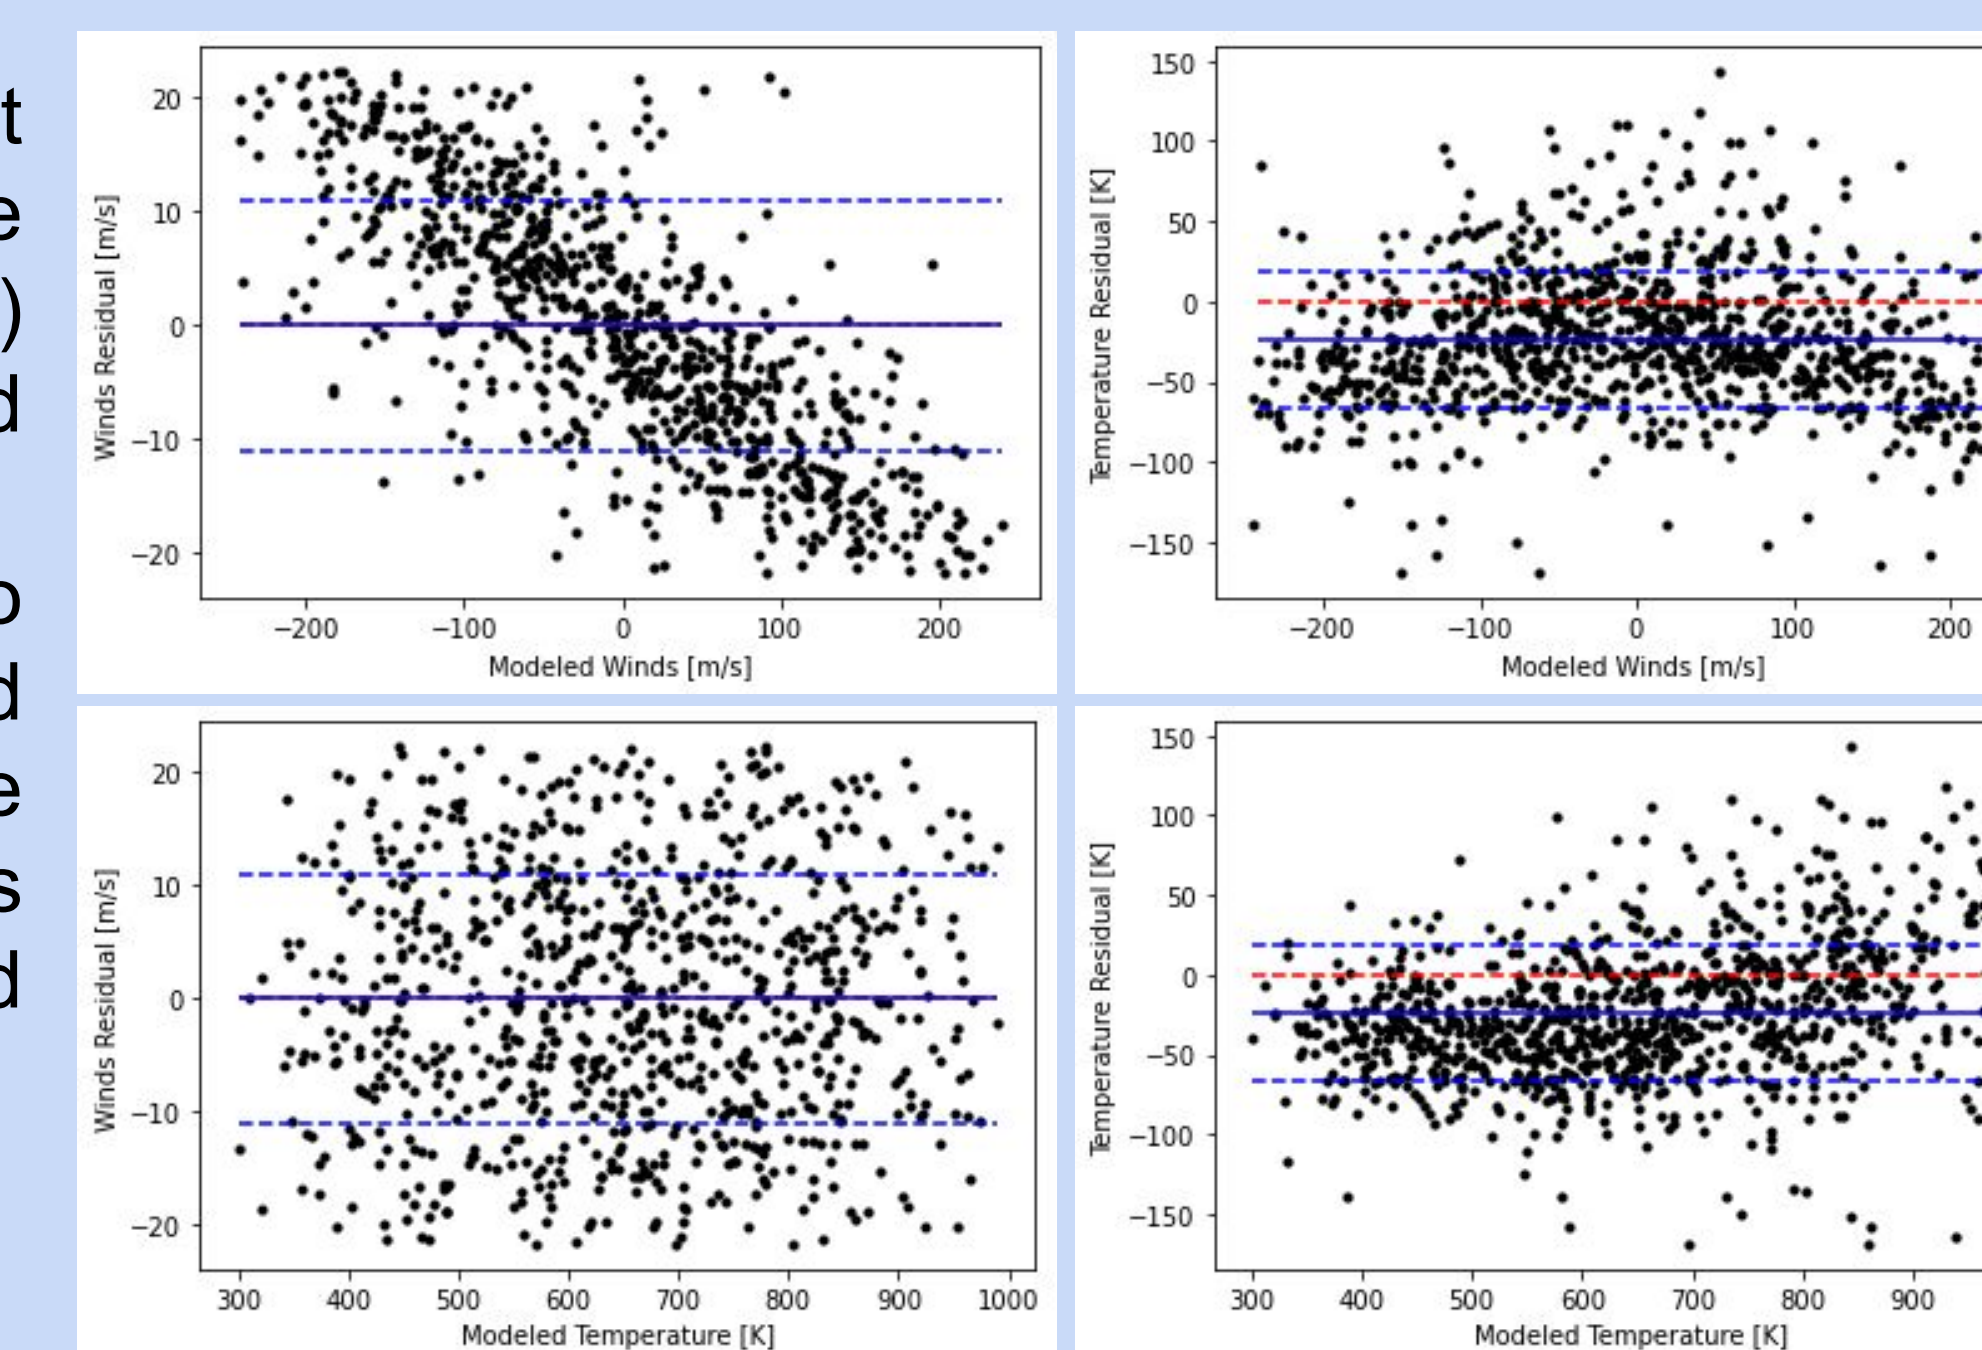 t
e
)
d
o
d
e
s
d
20
10
0
−10
−20
Winds Residual [m/s]
−200 −100 0 100 200
Modeled Winds [m/s]
150
100
50
0
−50
−100
−150
Temperature Residual [K]
−200 −100 0 100 200
Modeled Winds [m/s]
20
10
0
−10
−20
Winds Residual [m/s]
300 400 500 600 700 800 900 1000
Modeled Temperature [K]
150
100
50
0
−50
−100
−150
Temperature Residual [K]
300 400 500 600 700 800 900
Modeled Temperature [K]